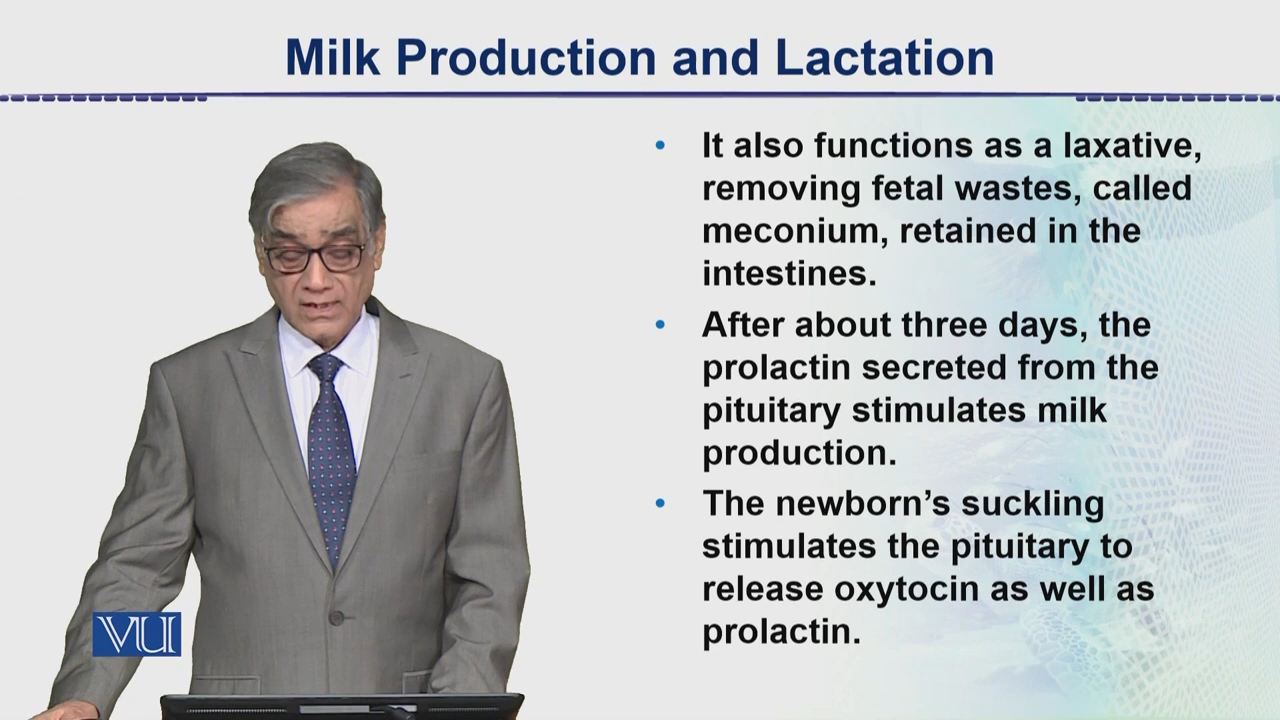 Milk Production and Lactation
• It also functions as a laxative,
removing fetal wastes, called
meconium, retained in the
intestines.
• After about three days, the
prolactin secreted from the
pituitary stimulates milk
production.
• The newborn’s suckling
stimulates the pituitary to
release oxytocin as well as
prolactin.
VU